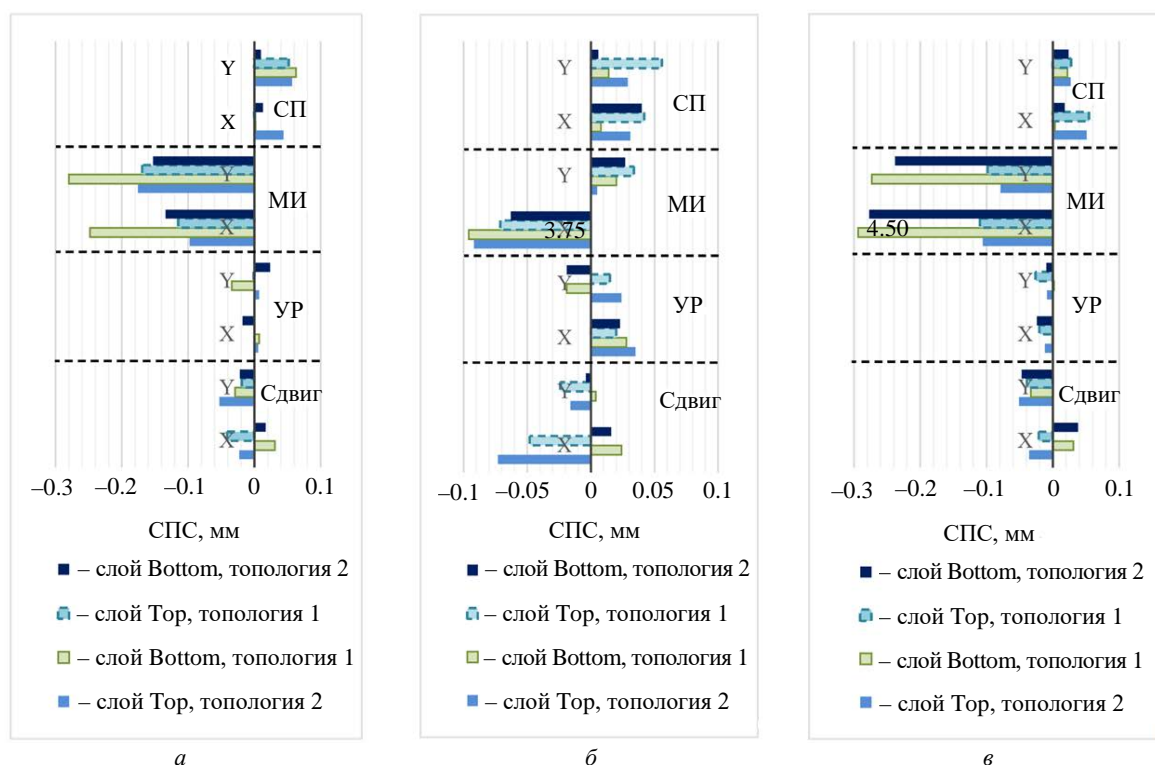 Y
СП
X
Y
МИ
X
Y
УР
X
Y
Сдвиг
X
–0.3 –0.2 –0.1 0 0.1
СПС, мм
– слой Bottom, топология 2
– слой Top, топология 1
– слой Bottom, топология 1
– слой Top, топология 2
а
Y
СП
X
Y
МИ
X
3.75
Y
УР
X
Y
Сдвиг
X
–0.1 –0.05 0 0.05 0.1
СПС, мм
– слой Bottom, топология 2
– слой Top, топология 1
– слой Bottom, топология 1
– слой Top, топология 2
б
Y
СП
X
Y
МИ
X
4.50
Y
УР
X
Y
Сдвиг
X
–0.3 –0.2 –0.1 0 0.1
СПС, мм
– слой Bottom, топология 2
– слой Top, топология 1
– слой Bottom, топология 1
– слой Top, топология 2
в